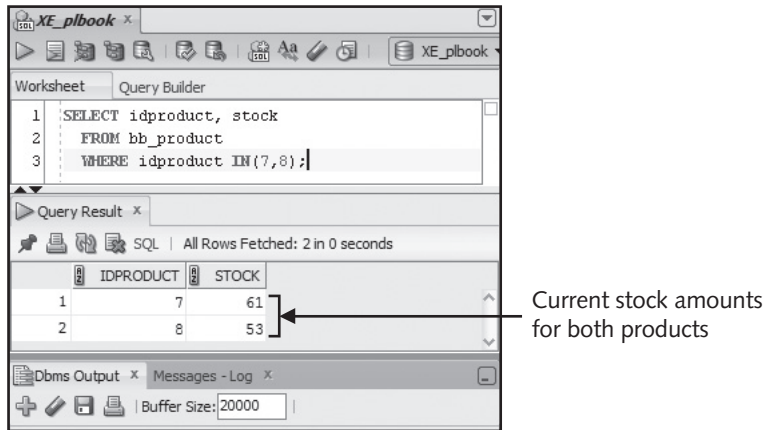 XE_plbook ×
XE_plbook
Worksheet Query Builder
1 SELECT idproduct, stock
2 FROM bb_product
3 WHERE idproduct IN(7,8);
Query Result ×
SQL | All Rows Fetched: 2 in 0 seconds
IDPRODUCT STOCK
1 7 61
2 8 53
Current stock amounts
for both products
Dbms Output × Messages - Log ×
Buffer Size: 20000